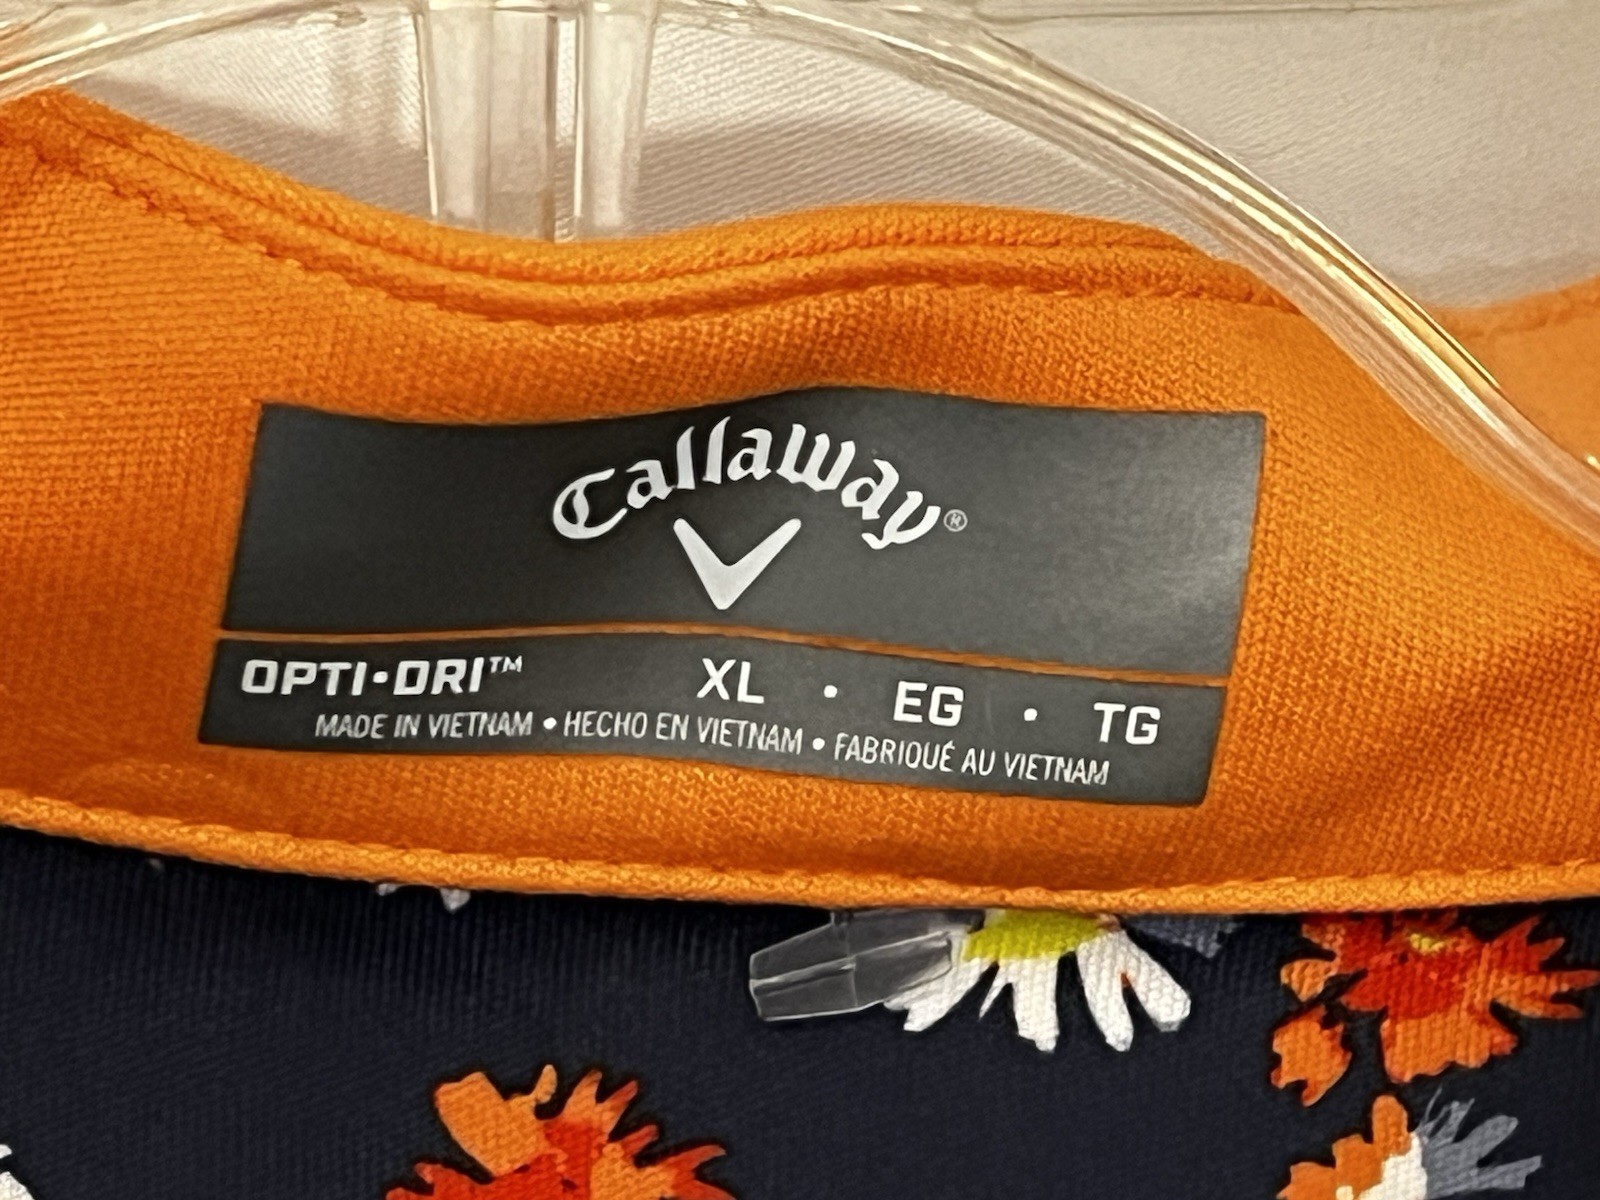 Callaway®
OPTI•DRI™ XL • EG • TG
MADE IN VIETNAM • HECHO EN VIETNAM • FABRIQUÉ AU VIETNAM